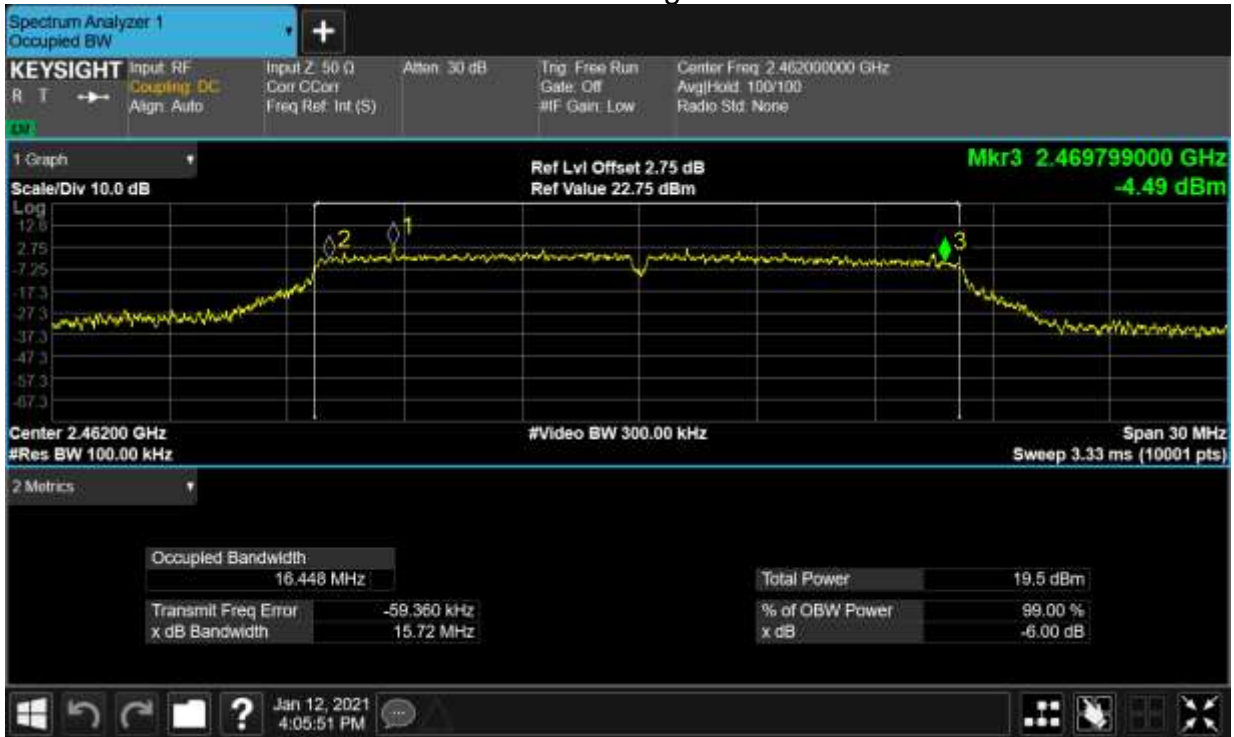 Spectrum Analyzer 1
Occupied BW
KEYSIGHT Input: RF Input Z: 50 Ω Atten: 30 dB Trig: Free Run Center Freq: 2.462000000 GHz
R T Coupling: DC Corr CCorr Gate: Off Avg|Hold: 100/100
Align: Auto Freq Ref: Int (S) #IF Gain: Low Radio Std: None
1 Graph
Ref Lvl Offset 2.75 dB
Mkr3 2.469799000 GHz
Scale/Div 10.0 dB
Ref Value 22.75 dBm
-4.49 dBm
Log
12.8
2.75
-7.25
-17.3
-27.3
-37.3
-47.3
-57.3
-67.3
2
1
3
Center 2.46200 GHz #Video BW 300.00 kHz Span 30 MHz
#Res BW 100.00 kHz Sweep 3.33 ms (10001 pts)
2 Metrics
Occupied Bandwidth
16.448 MHz Total Power 19.5 dBm
Transmit Freq Error -59.360 kHz % of OBW Power 99.00 %
x dB Bandwidth 15.72 MHz x dB -6.00 dB
? Jan 12, 2021
4:05:51 PM